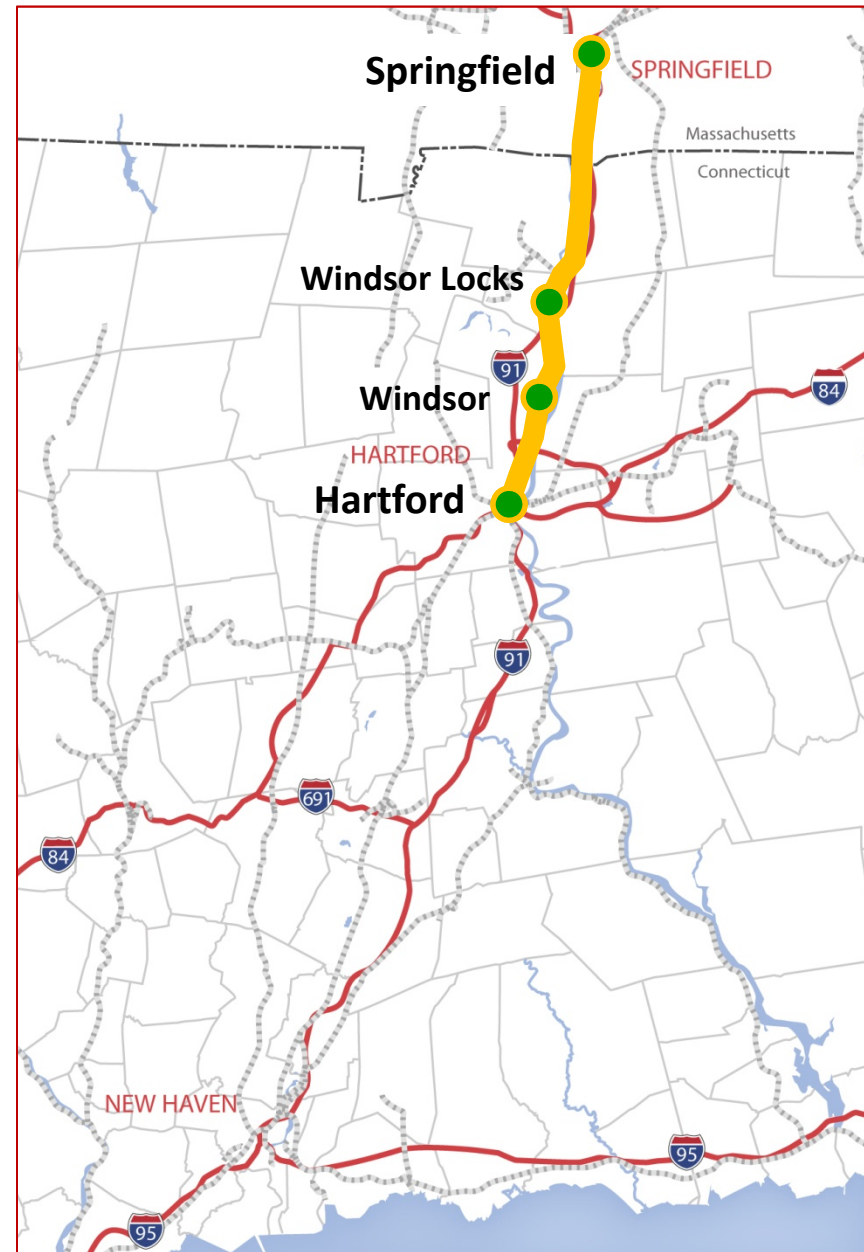 Springfield
SPRINGFIELD
Massachusetts
Connecticut
Windsor Locks
91
84
Windsor
HARTFORD
Hartford
91
691
84
NEW HAVEN
95
95